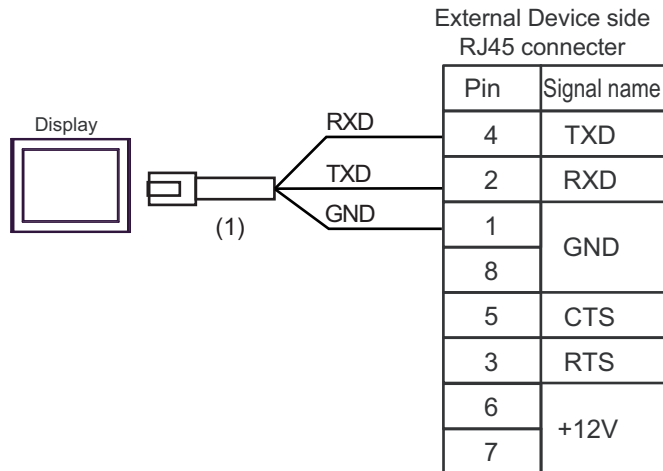 External Device side
RJ45 connecter
Display
(1)
RXD
TXD
GND
Pin Signal name
4 TXD
2 RXD
1
GND
8
5 CTS
3 RTS
6
+12V
7